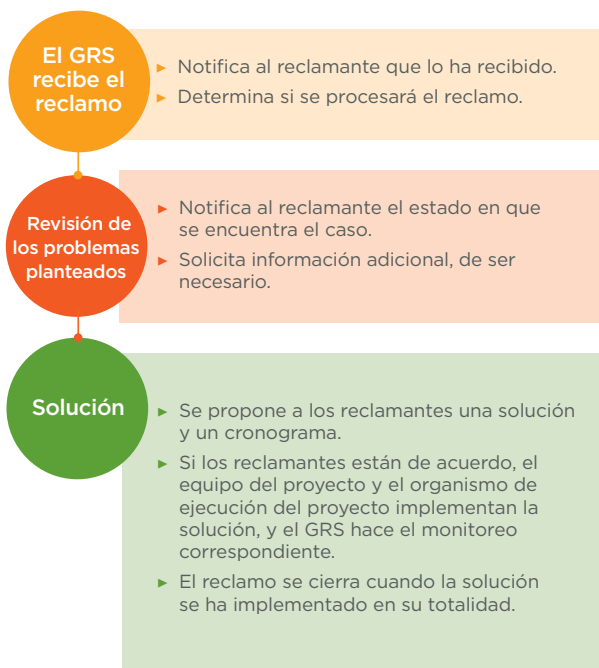 El GRS
recibe el
reclamo
► Notifica al reclamante que lo ha recibido.
► Determina si se procesará el reclamo.
Revisión de
los problemas
planteados
► Notifica al reclamante el estado en que
se encuentra el caso.
► Solicita información adicional, de ser
necesario.
Solución
► Se propone a los reclamantes una solución
y un cronograma.
► Si los reclamantes están de acuerdo, el
equipo del proyecto y el organismo de
ejecución del proyecto implementan la
solución, y el GRS hace el monitoreo
correspondiente.
► El reclamo se cierra cuando la solución
se ha implementado en su totalidad.